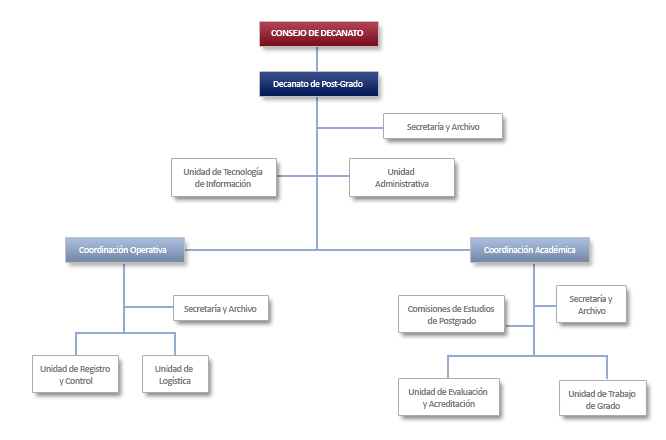 CONSEJO DE DECANATO
Decanato de Post-Grado
Secretaría y Archivo
Unidad de Tecnología
de Información
Unidad
Administrativa
Coordinación Operativa
Coordinación Académica
Secretaría y Archivo
Comisiones de Estudios
de Postgrado
Secretaría y
Archivo
Unidad de Registro
y Control
Unidad de
Logística
Unidad de Evaluación
y Acreditación
Unidad de Trabajo
de Grado